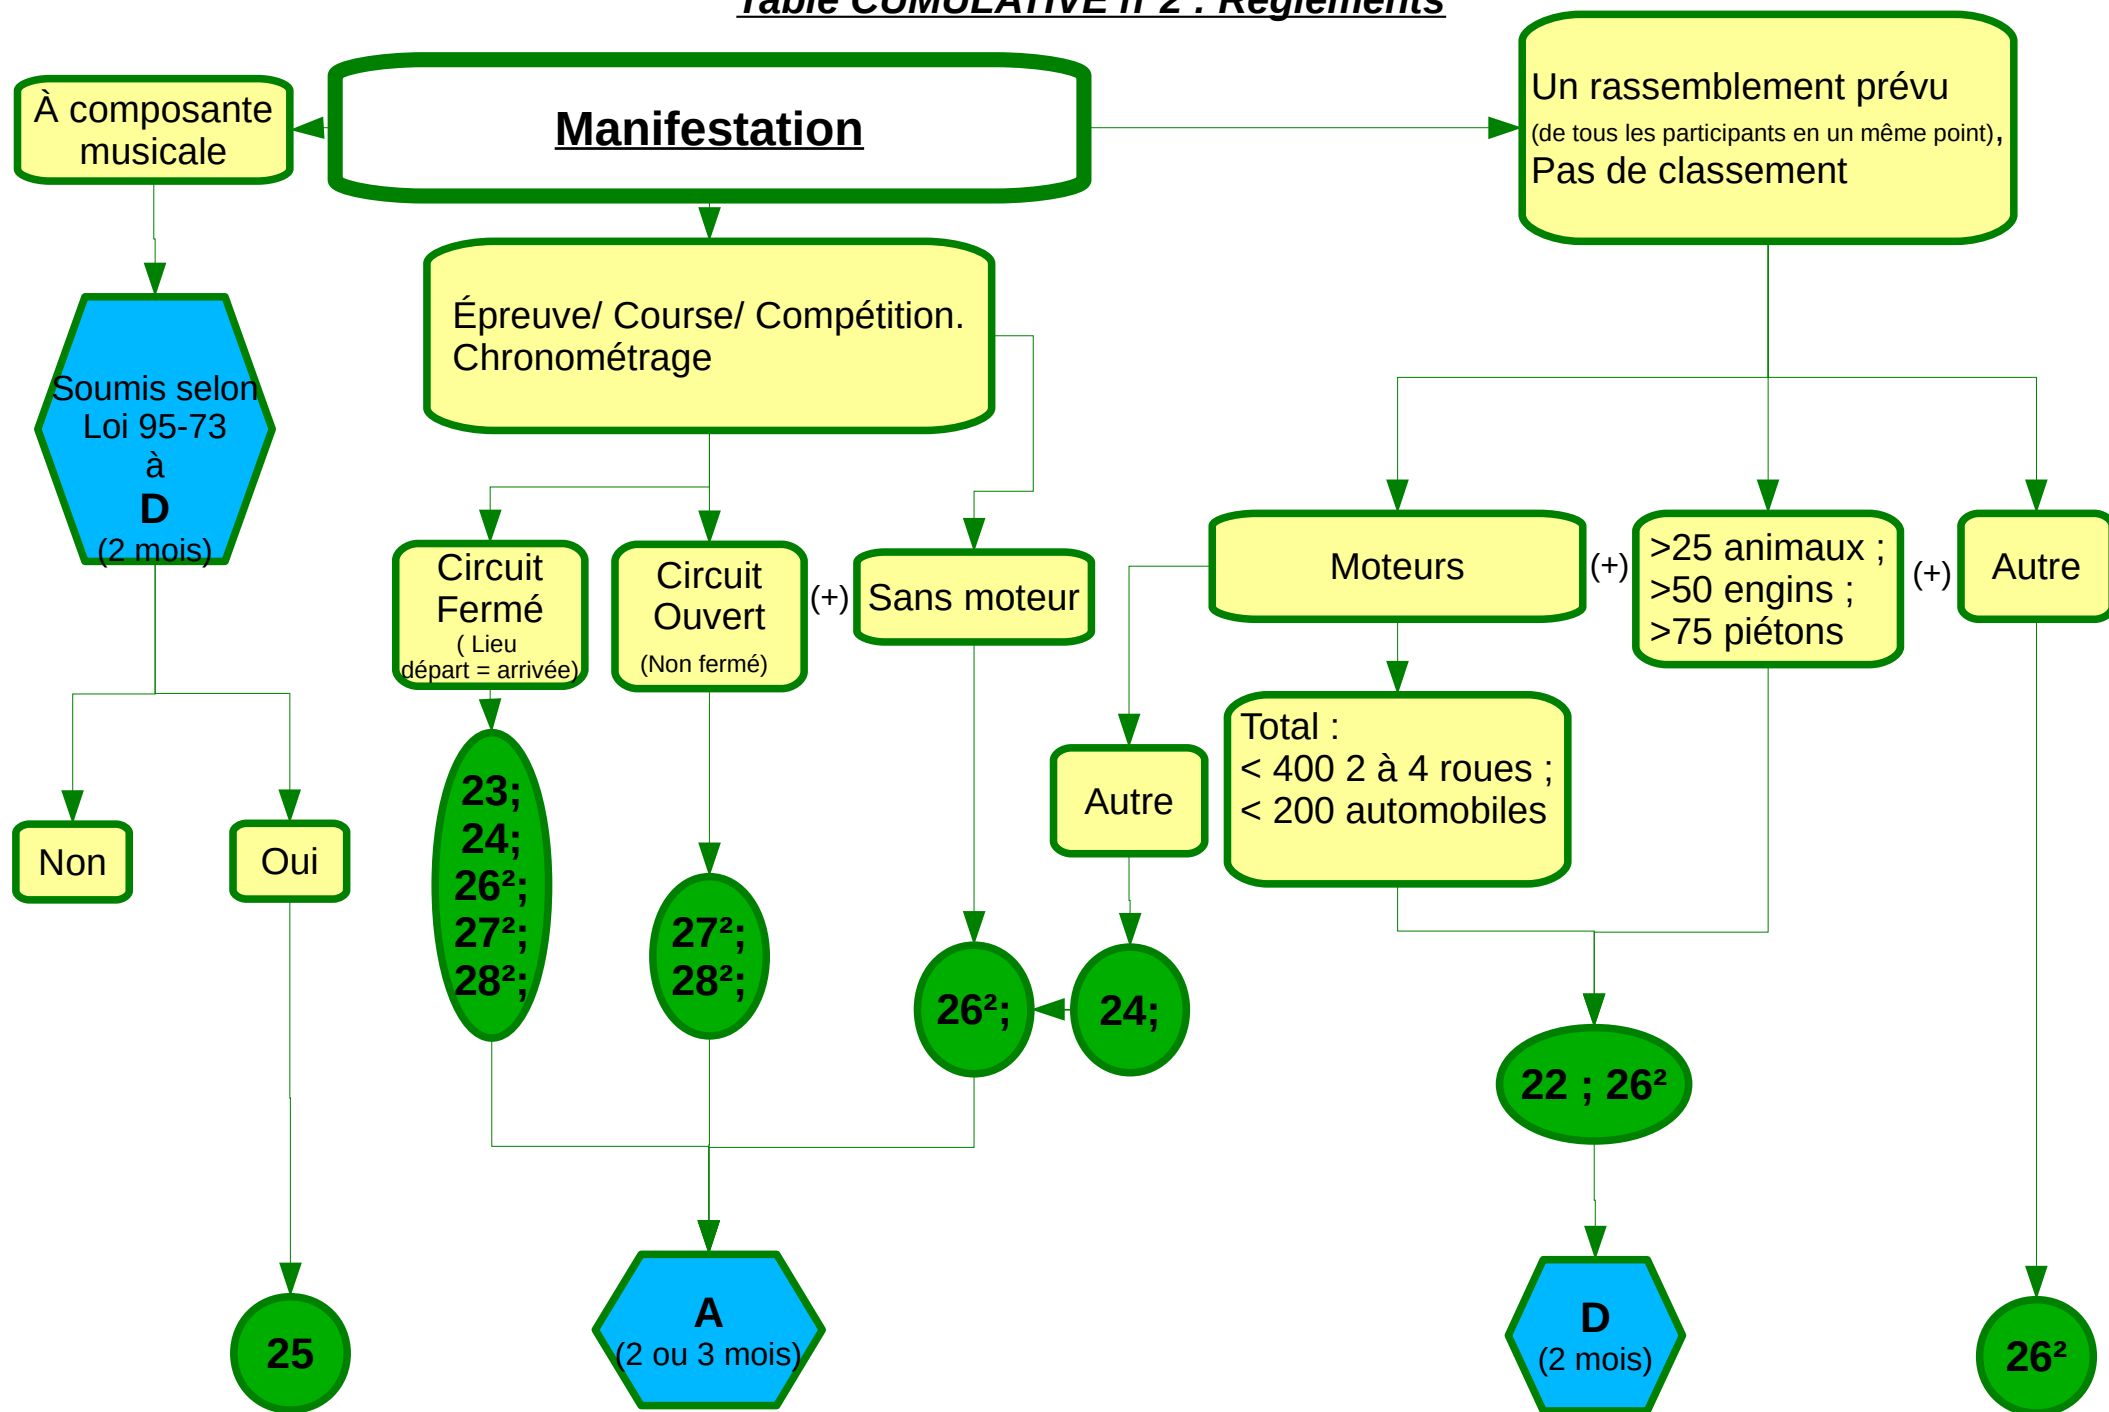 Table CUMULATIVE n°2 : Règlements
Manifestation
À composante
musicale
Un rassemblement prévu
(de tous les participants en un même point),
Pas de classement
Épreuve/ Course/ Compétition.
Chronométrage
Soumis selon
Loi 95-73
à
D
(2 mois)
Circuit
Fermé
( Lieu
départ = arrivée)
Circuit
Ouvert
(Non fermé)
(+)
Sans moteur
Moteurs
(+)
>25 animaux ;
>50 engins ;
>75 piétons
(+)
Autre
Total :
< 400 2 à 4 roues ;
< 200 automobiles
Autre
Non
Oui
23;
24;
26²;
27²;
28²;
27²;
28²;
26²;
24;
22 ; 26²
25
A
(2 ou 3 mois)
D
(2 mois)
26²